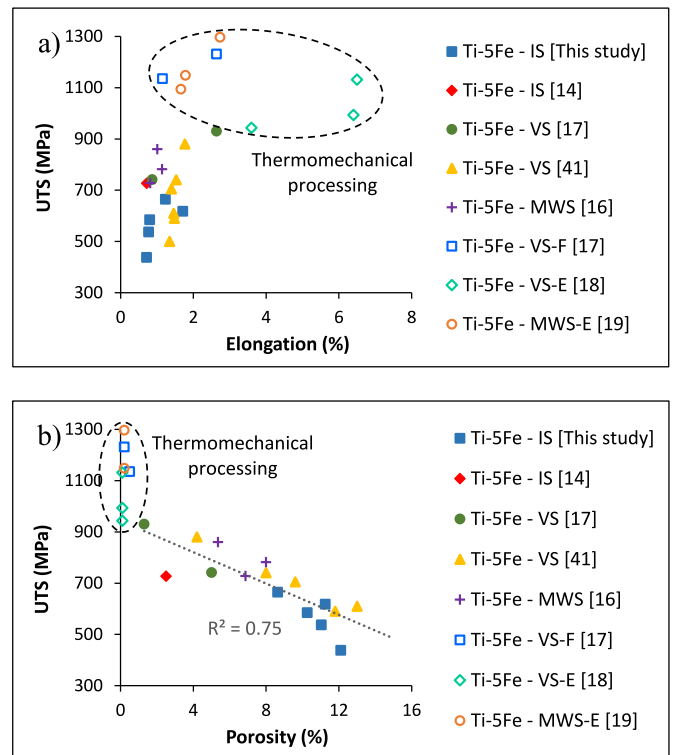 a)
1300
1100
900
700
500
300
UTS (MPa)
0 2 4 6 8
Elongation (%)
Thermomechanical
processing
Ti-5Fe - IS [This study]
Ti-5Fe - IS [14]
Ti-5Fe - VS [17]
Ti-5Fe - VS [41]
Ti-5Fe - MWS [16]
Ti-5Fe - VS-F [17]
Ti-5Fe - VS-E [18]
Ti-5Fe - MWS-E [19]
b)
1300
1100
900
700
500
300
UTS (MPa)
0 4 8 12 16
Porosity (%)
Thermomechanical
processing
R² = 0.75
Ti-5Fe - IS [This study]
Ti-5Fe - IS [14]
Ti-5Fe - VS [17]
Ti-5Fe - VS [41]
Ti-5Fe - MWS [16]
Ti-5Fe - VS-F [17]
Ti-5Fe - VS-E [18]
Ti-5Fe - MWS-E [19]